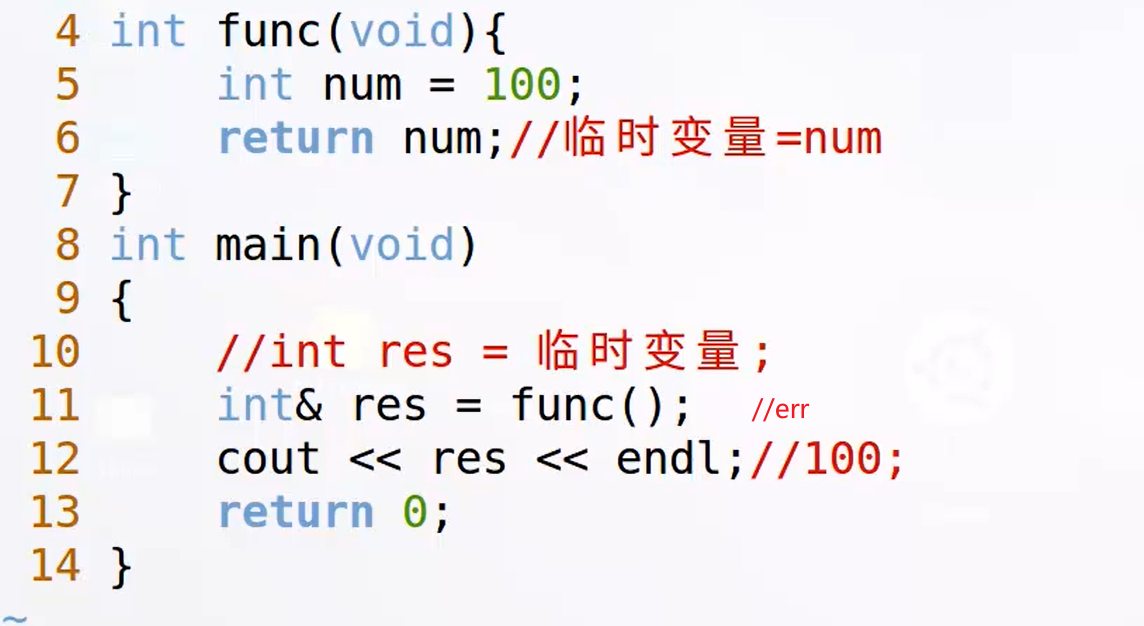 4 int func(void){
5     int num = 100;
6     return num;//临时变量=num
7 }
8 int main(void)
9 {
10     //int res = 临时变量;
11     int& res = func();  //err
12     cout << res << endl;//100;
13     return 0;
14 }
~